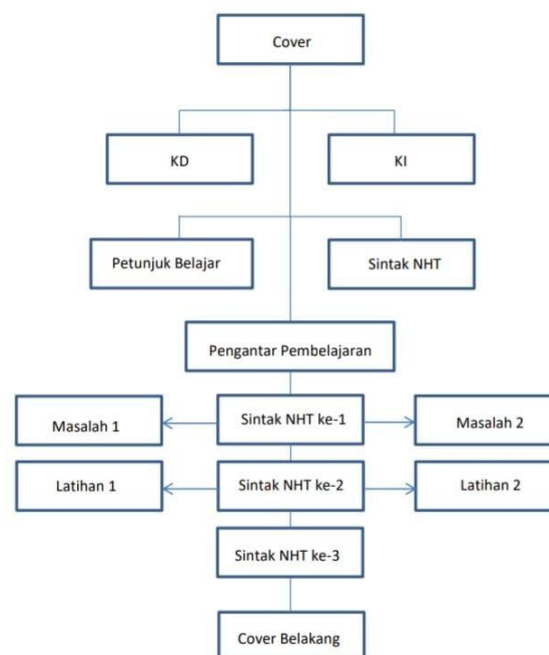 Cover
KD
KI
Petunjuk Belajar
Sintak NHT
Pengantar Pembelajaran
Masalah 1
Sintak NHT ke-1
Masalah 2
Latihan 1
Sintak NHT ke-2
Latihan 2
Sintak NHT ke-3
Cover Belakang